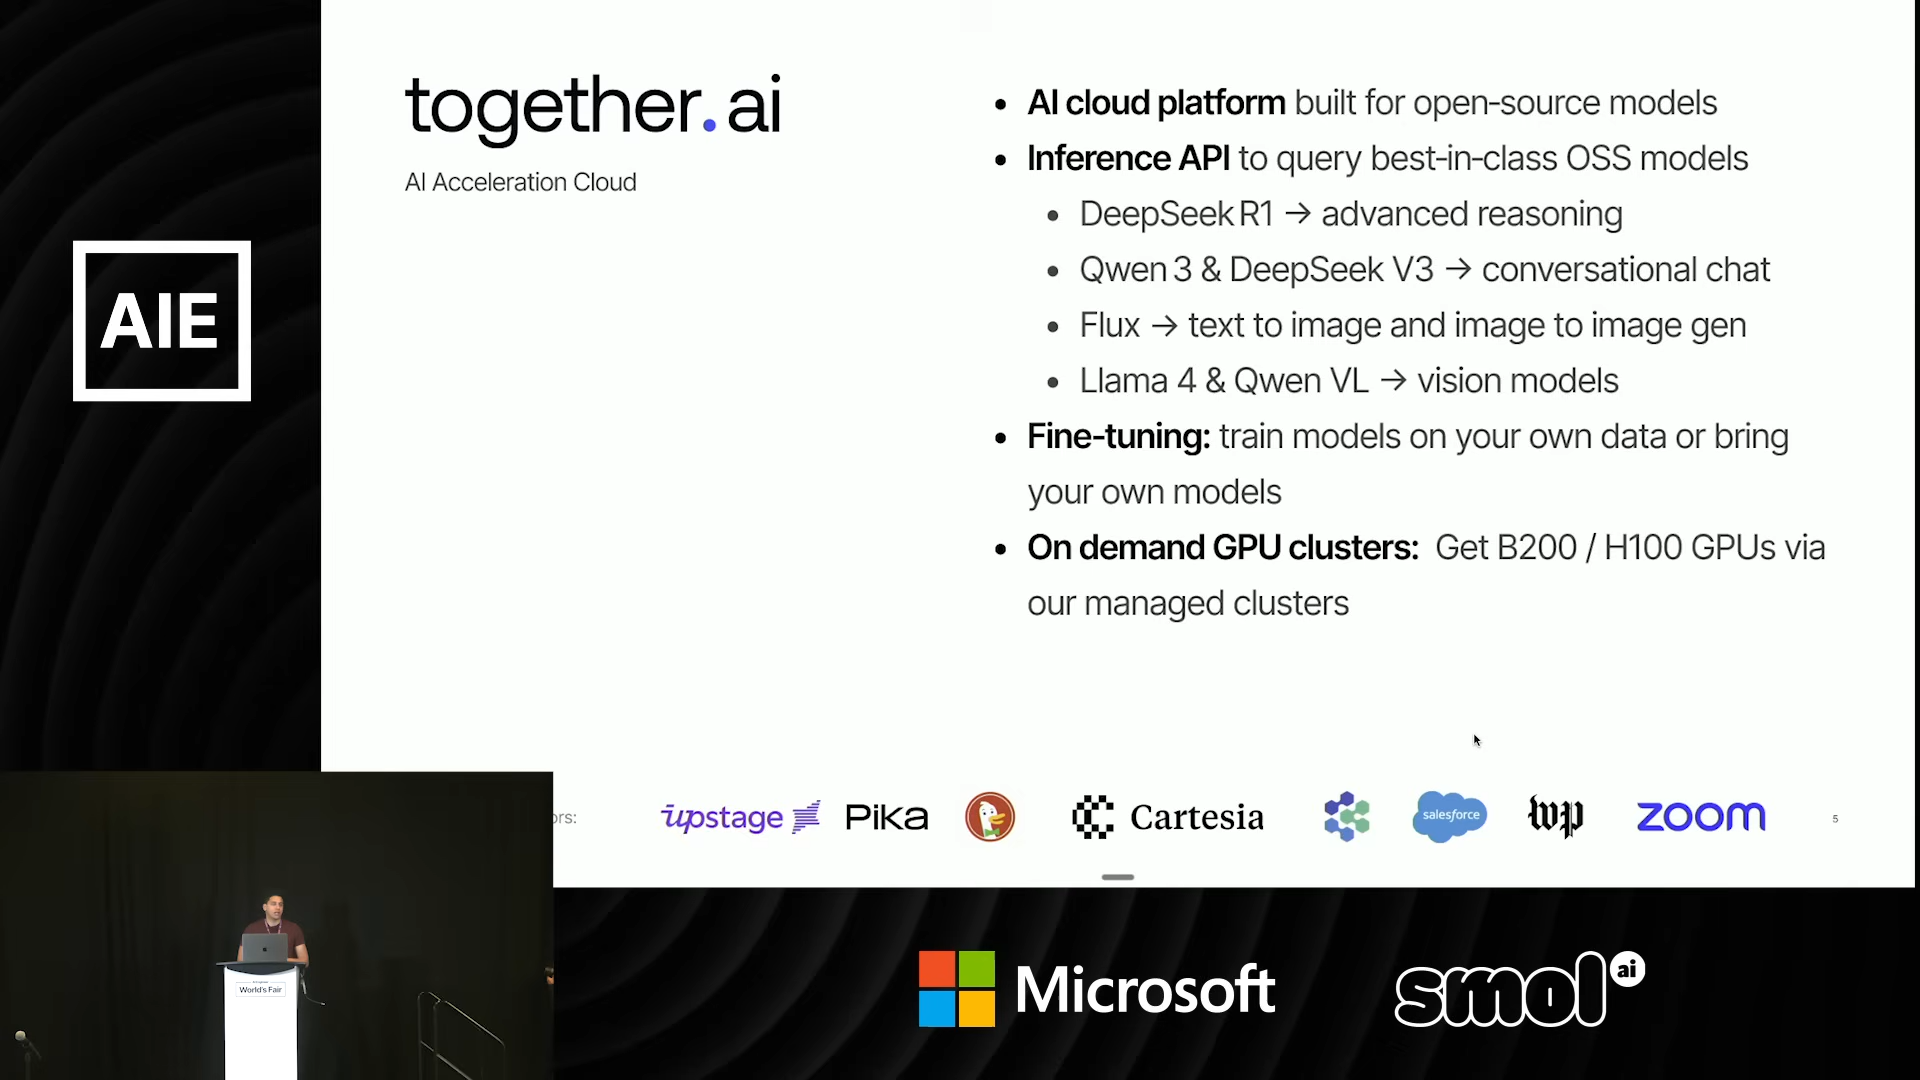 AIE
together.ai
AI Acceleration Cloud
• AI cloud platform built for open-source models
• Inference API to query best-in-class OSS models
• DeepSeek R1 → advanced reasoning
• Qwen 3 & DeepSeek V3 → conversational chat
• Flux → text to image and image to image gen
• Llama 4 & Qwen VL → vision models
• Fine-tuning: train models on your own data or bring
your own models
• On demand GPU clusters: Get B200 / H100 GPUs via
our managed clusters
ors:
upstage
Pika
Cartesia
salesforce
wp
zoom
5
World's Fair
Microsoft
smol ai